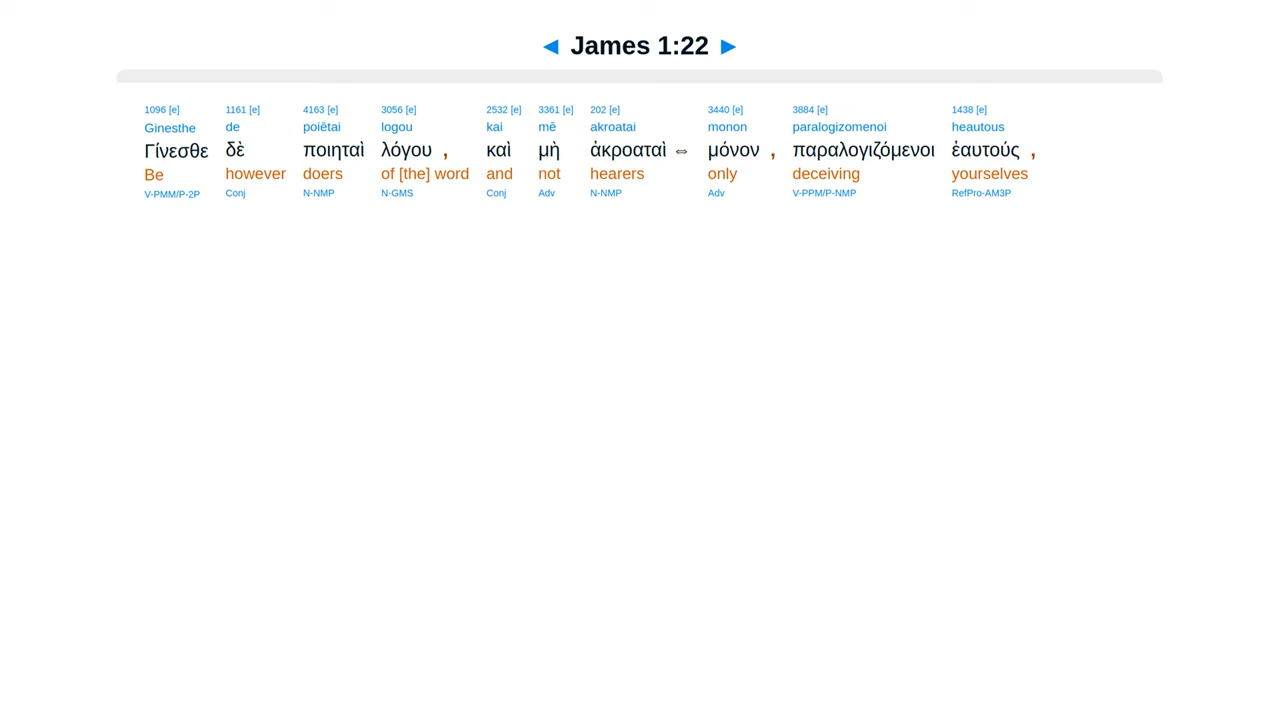 ◄ James 1:22 ►
1096 [e] 1161 [e] 4163 [e] 3056 [e] 2532 [e] 3361 [e] 202 [e] 3440 [e] 3884 [e] 1438 [e]
Ginesthe de poiētai logou kai mē akroatai monon paralogizomenoi heautous
Γίνεσθε δὲ ποιηταὶ λόγου , καὶ μὴ ἀκροαταὶ ⇔ μόνον , παραλογιζόμενοι ἑαυτούς ,
Be however doers of [the] word and not hearers only deceiving yourselves
V-PMM/P-2P Conj N-NMP N-GMS Conj Adv N-NMP Adv V-PPM/P-NMP RefPro-AM3P